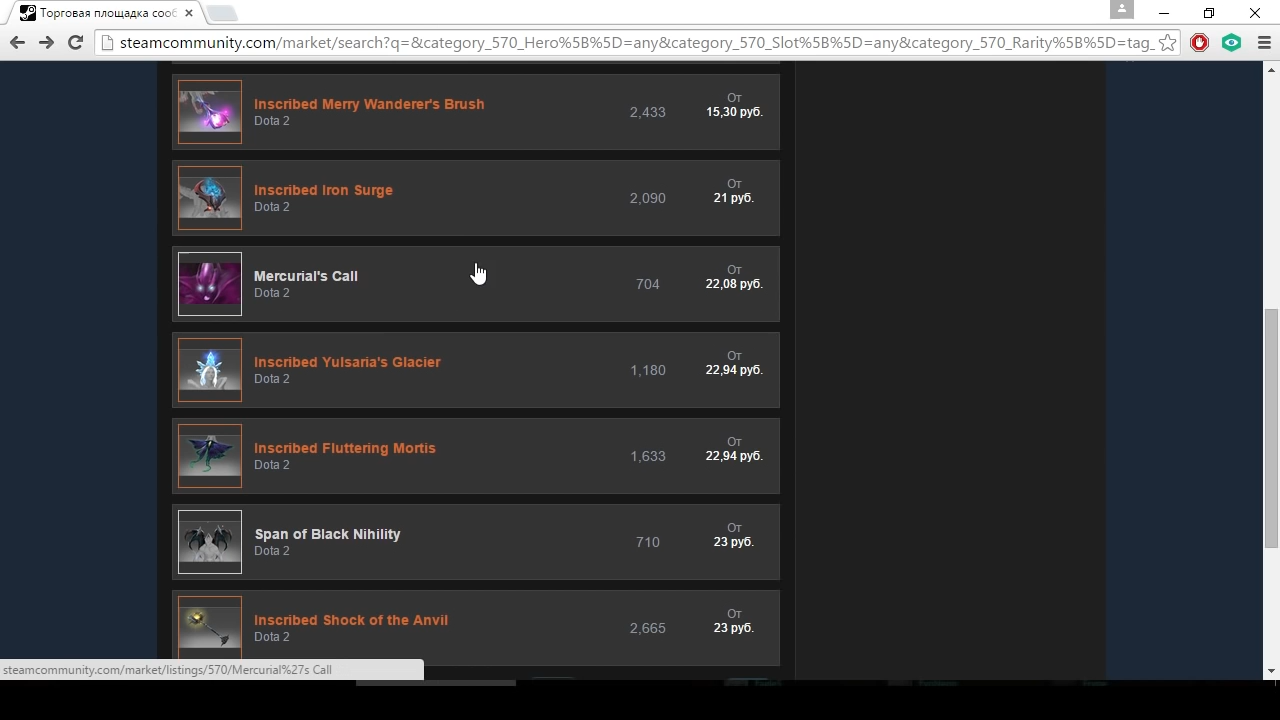 Торговая площадка сооб
steamcommunity.com/market/search?q=&category_570_Hero%5B%5D=any&category_570_Slot%5B%5D=any&category_570_Rarity%5B%5D=tag_
Inscribed Merry Wanderer's Brush
Dota 2
2,433
От
15,30 руб.
Inscribed Iron Surge
Dota 2
2,090
От
21 руб.
Mercurial's Call
Dota 2
704
От
22,08 руб.
Inscribed Yulsaria's Glacier
Dota 2
1,180
От
22,94 руб.
Inscribed Fluttering Mortis
Dota 2
1,633
От
22,94 руб.
Span of Black Nihility
Dota 2
710
От
23 руб.
Inscribed Shock of the Anvil
Dota 2
2,665
От
23 руб.
steamcommunity.com/market/listings/570/Mercurial%27s Call